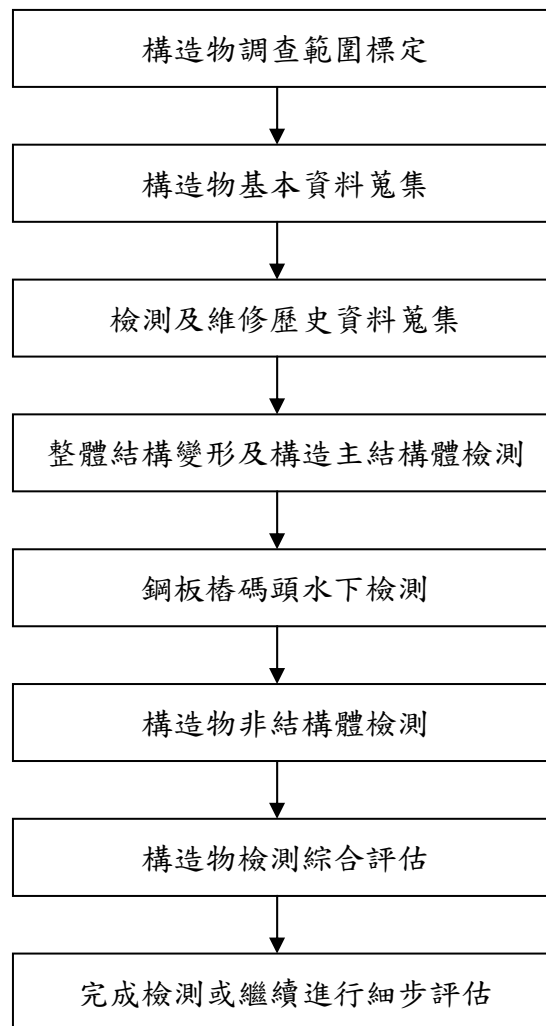 構造物調查範圍標定
構造物基本資料蒐集
檢測及維修歷史資料蒐集
整體結構變形及構造主結構體檢測
鋼板樁碼頭水下檢測
構造物非結構體檢測
構造物檢測綜合評估
完成檢測或繼續進行細步評估